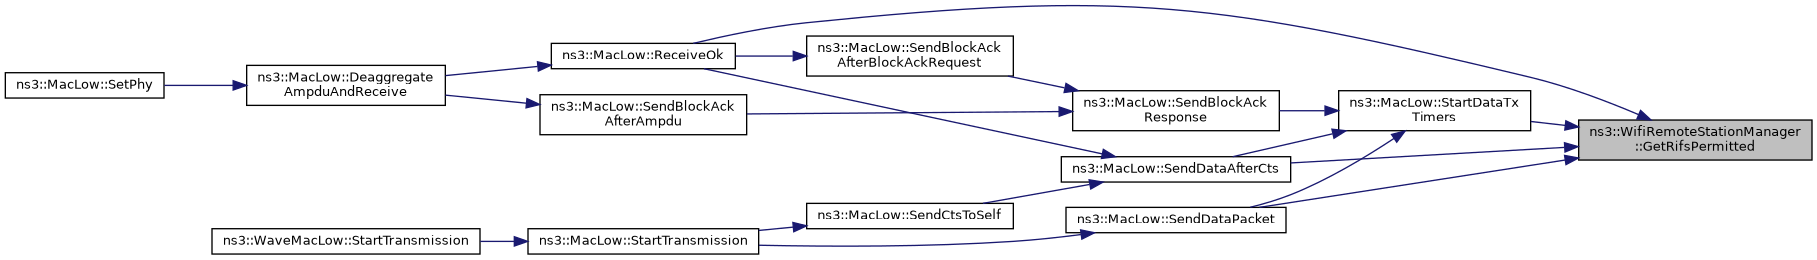 ns3::MacLow::SetPhy
ns3::MacLow::Deaggregate
AmpduAndReceive
ns3::MacLow::ReceiveOk
ns3::MacLow::SendBlockAck
AfterAmpdu
ns3::MacLow::SendBlockAck
AfterBlockAckRequest
ns3::MacLow::SendBlockAck
Response
ns3::MacLow::StartDataTx
Timers
ns3::WifiRemoteStationManager
::GetRifsPermitted
ns3::MacLow::SendDataAfterCts
ns3::MacLow::SendCtsToSelf
ns3::MacLow::SendDataPacket
ns3::WaveMacLow::StartTransmission
ns3::MacLow::StartTransmission